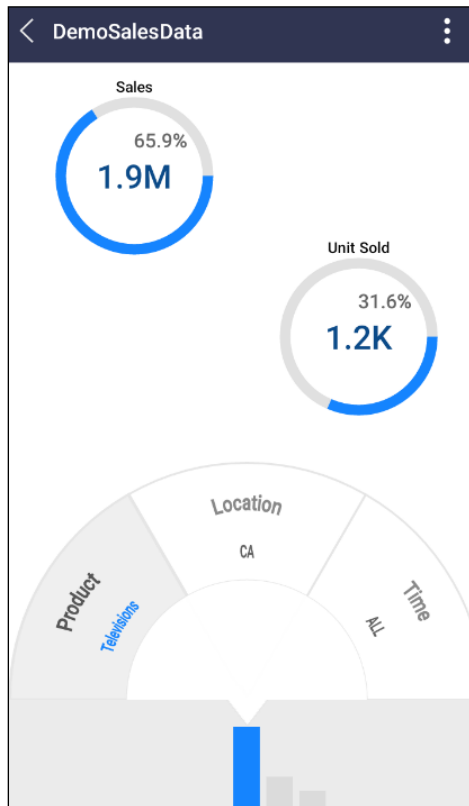 DemoSalesData
Sales
65.9%
1.9M
Unit Sold
31.6%
1.2K
Product
Televisions
Location
CA
Time
ALL